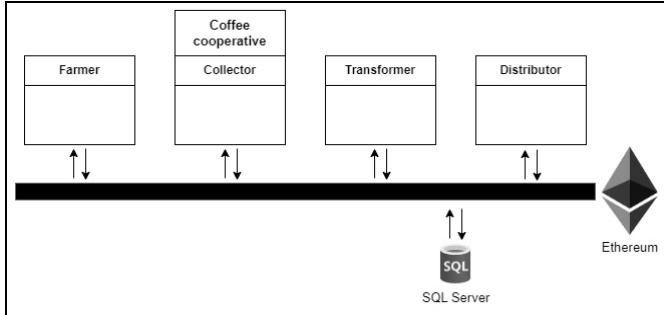 Coffee
cooperative
Farmer
Collector
Transformer
Distributor
Ethereum
SQL
SQL Server